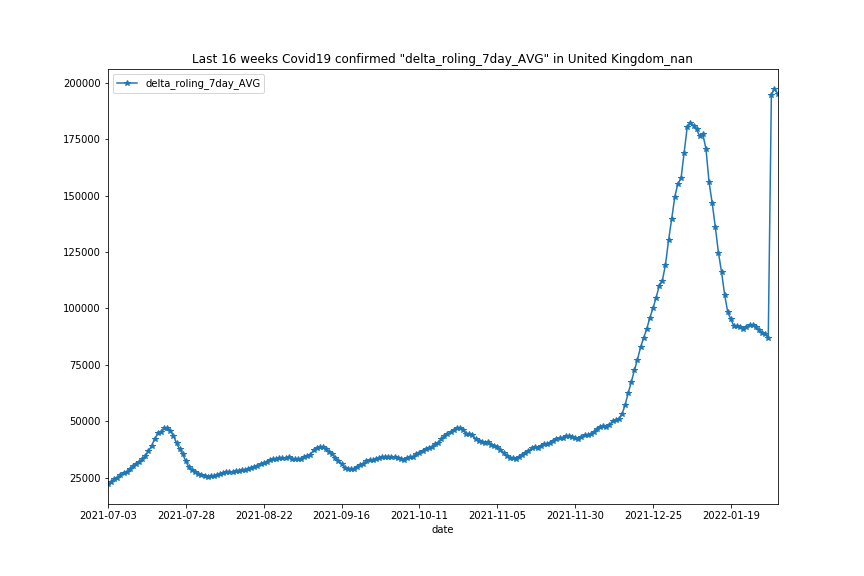 Last 16 weeks Covid19 confirmed "delta_roling_7day_AVG" in United Kingdom_nan
delta_roling_7day_AVG
200000
175000
150000
125000
100000
75000
50000
25000
2021-07-03 2021-07-28 2021-08-22 2021-09-16 2021-10-11 2021-11-05 2021-11-30 2021-12-25 2022-01-19
date